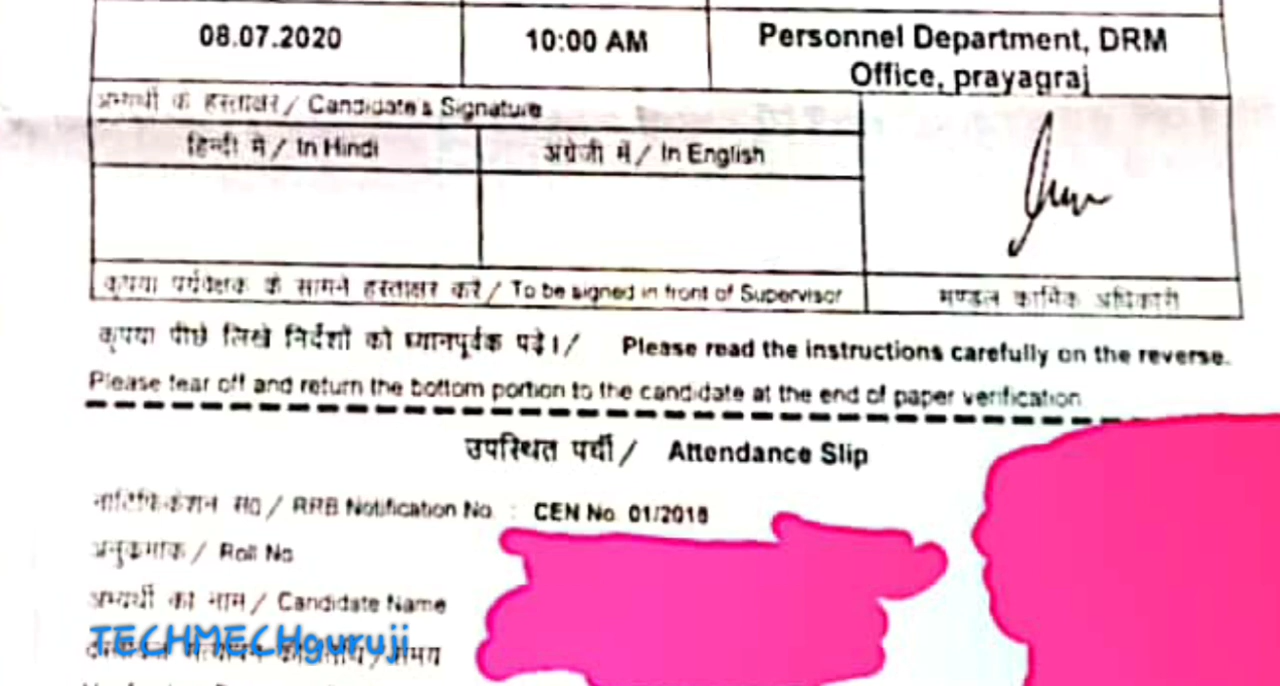 08.07.2020
10:00 AM
Personnel Department, DRM
Office, prayagraj
अभ्यर्थी के हस्ताक्षर / Candidate's Signature
हिन्दी में / In Hindi
अंग्रेजी में / In English
कृपया पर्यवेक्षक के सामने हस्ताक्षर करें / To be signed in front of Supervisor
मण्डल कार्मिक अधिकारी
कृपया पीछे लिखे निर्देशों को ध्यानपूर्वक पढ़ें।/ Please read the instructions carefully on the reverse.
Please tear off and return the bottom portion to the candidate at the end of paper verification
उपस्थित पर्ची / Attendance Slip
नोटिफिकेशन सं0 / RRB Notification No. : CEN No. 01/2018
अनुक्रमांक / Roll No
अभ्यर्थी का नाम / Candidate Name
TECHMECHguruji